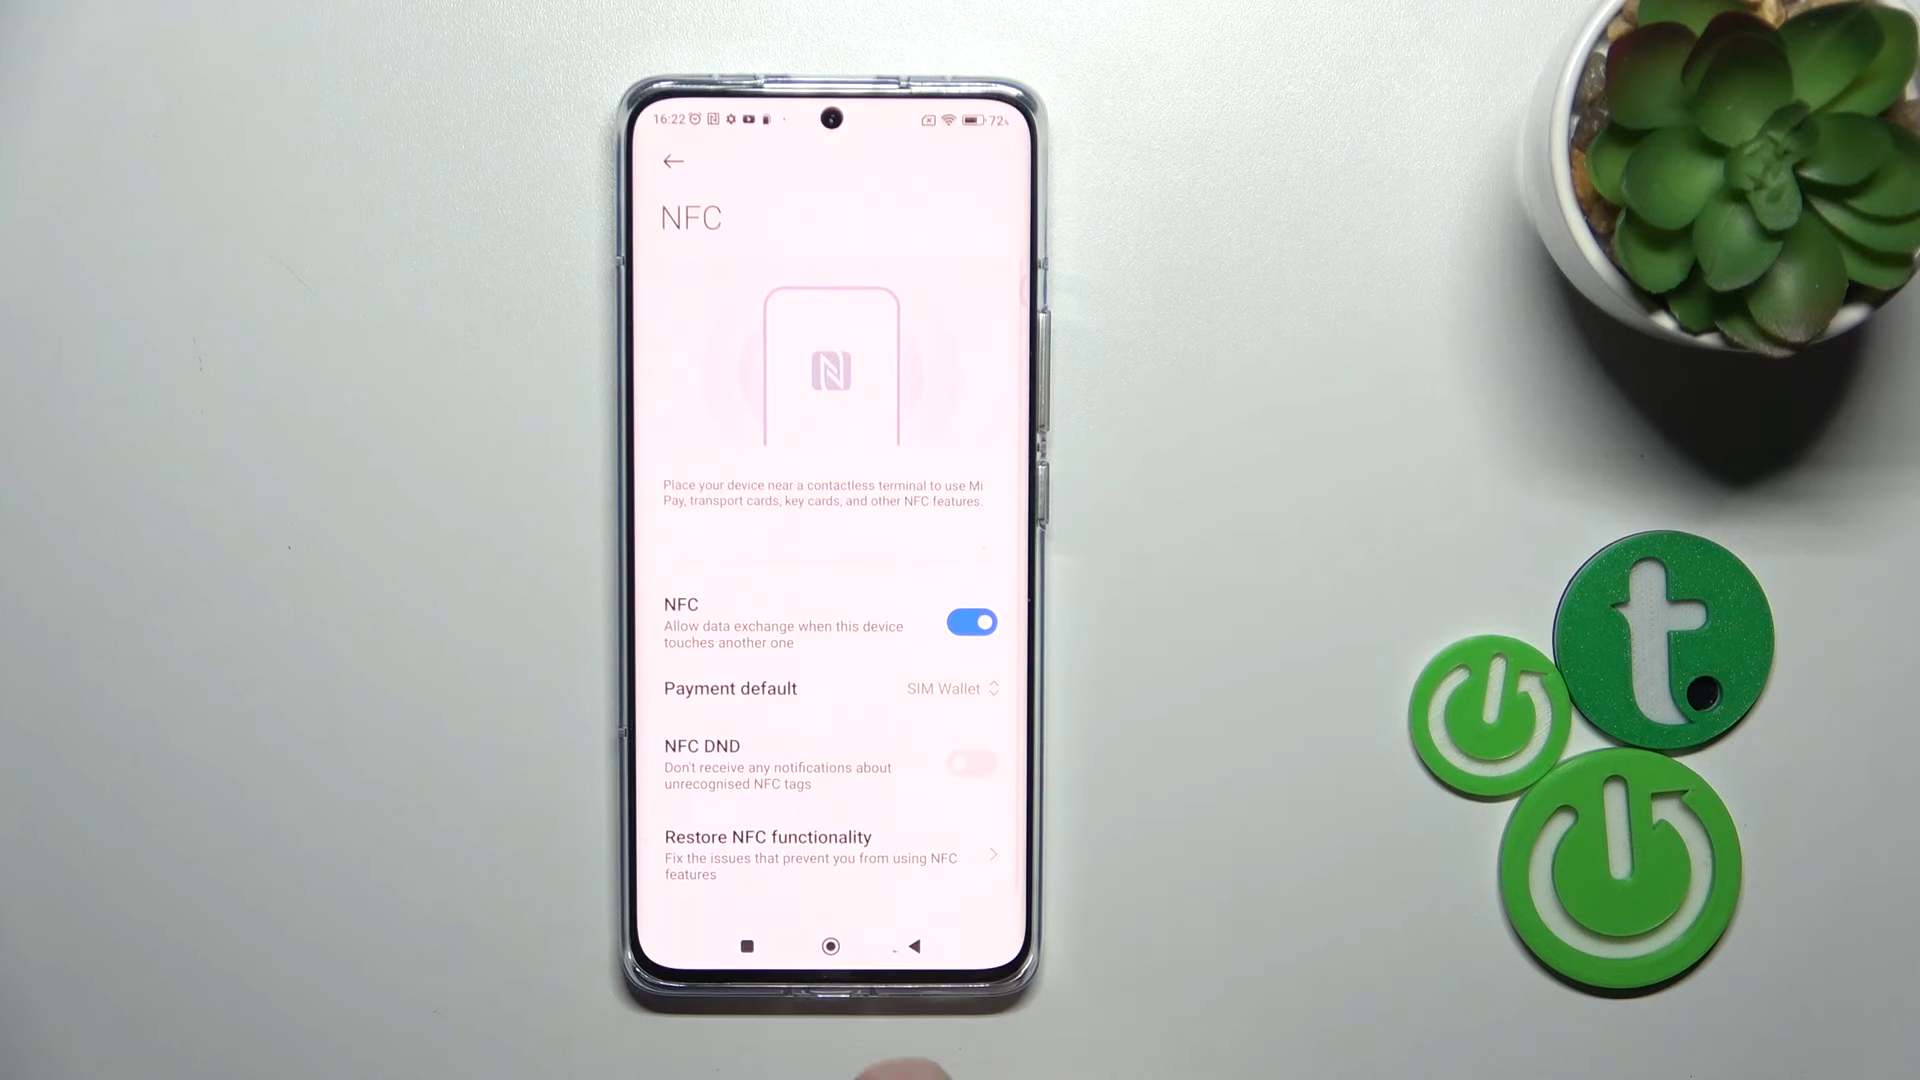 16:22
72%
NFC
Place your device near a contactless terminal to use Mi
Pay, transport cards, key cards, and other NFC features.
NFC
Allow data exchange when this device
touches another one
Payment default
SIM Wallet
NFC DND
Don't receive any notifications about
unrecognised NFC tags
Restore NFC functionality
Fix the issues that prevent you from using NFC
features
t